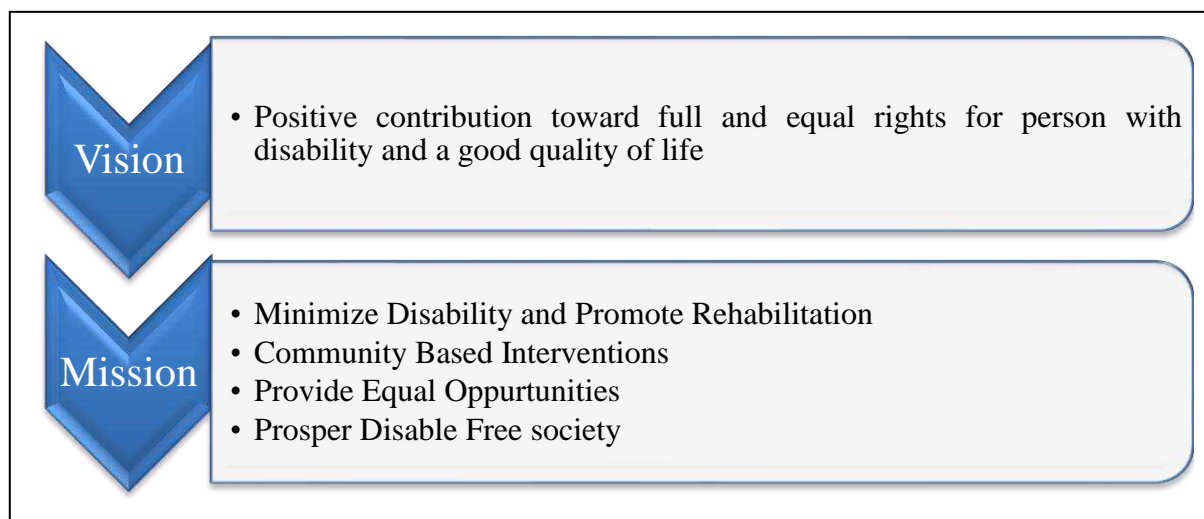 Vision
• Positive contribution toward full and equal rights for person with
disability and a good quality of life
Mission
• Minimize Disability and Promote Rehabilitation
• Community Based Interventions
• Provide Equal Oppurtunities
• Prosper Disable Free society